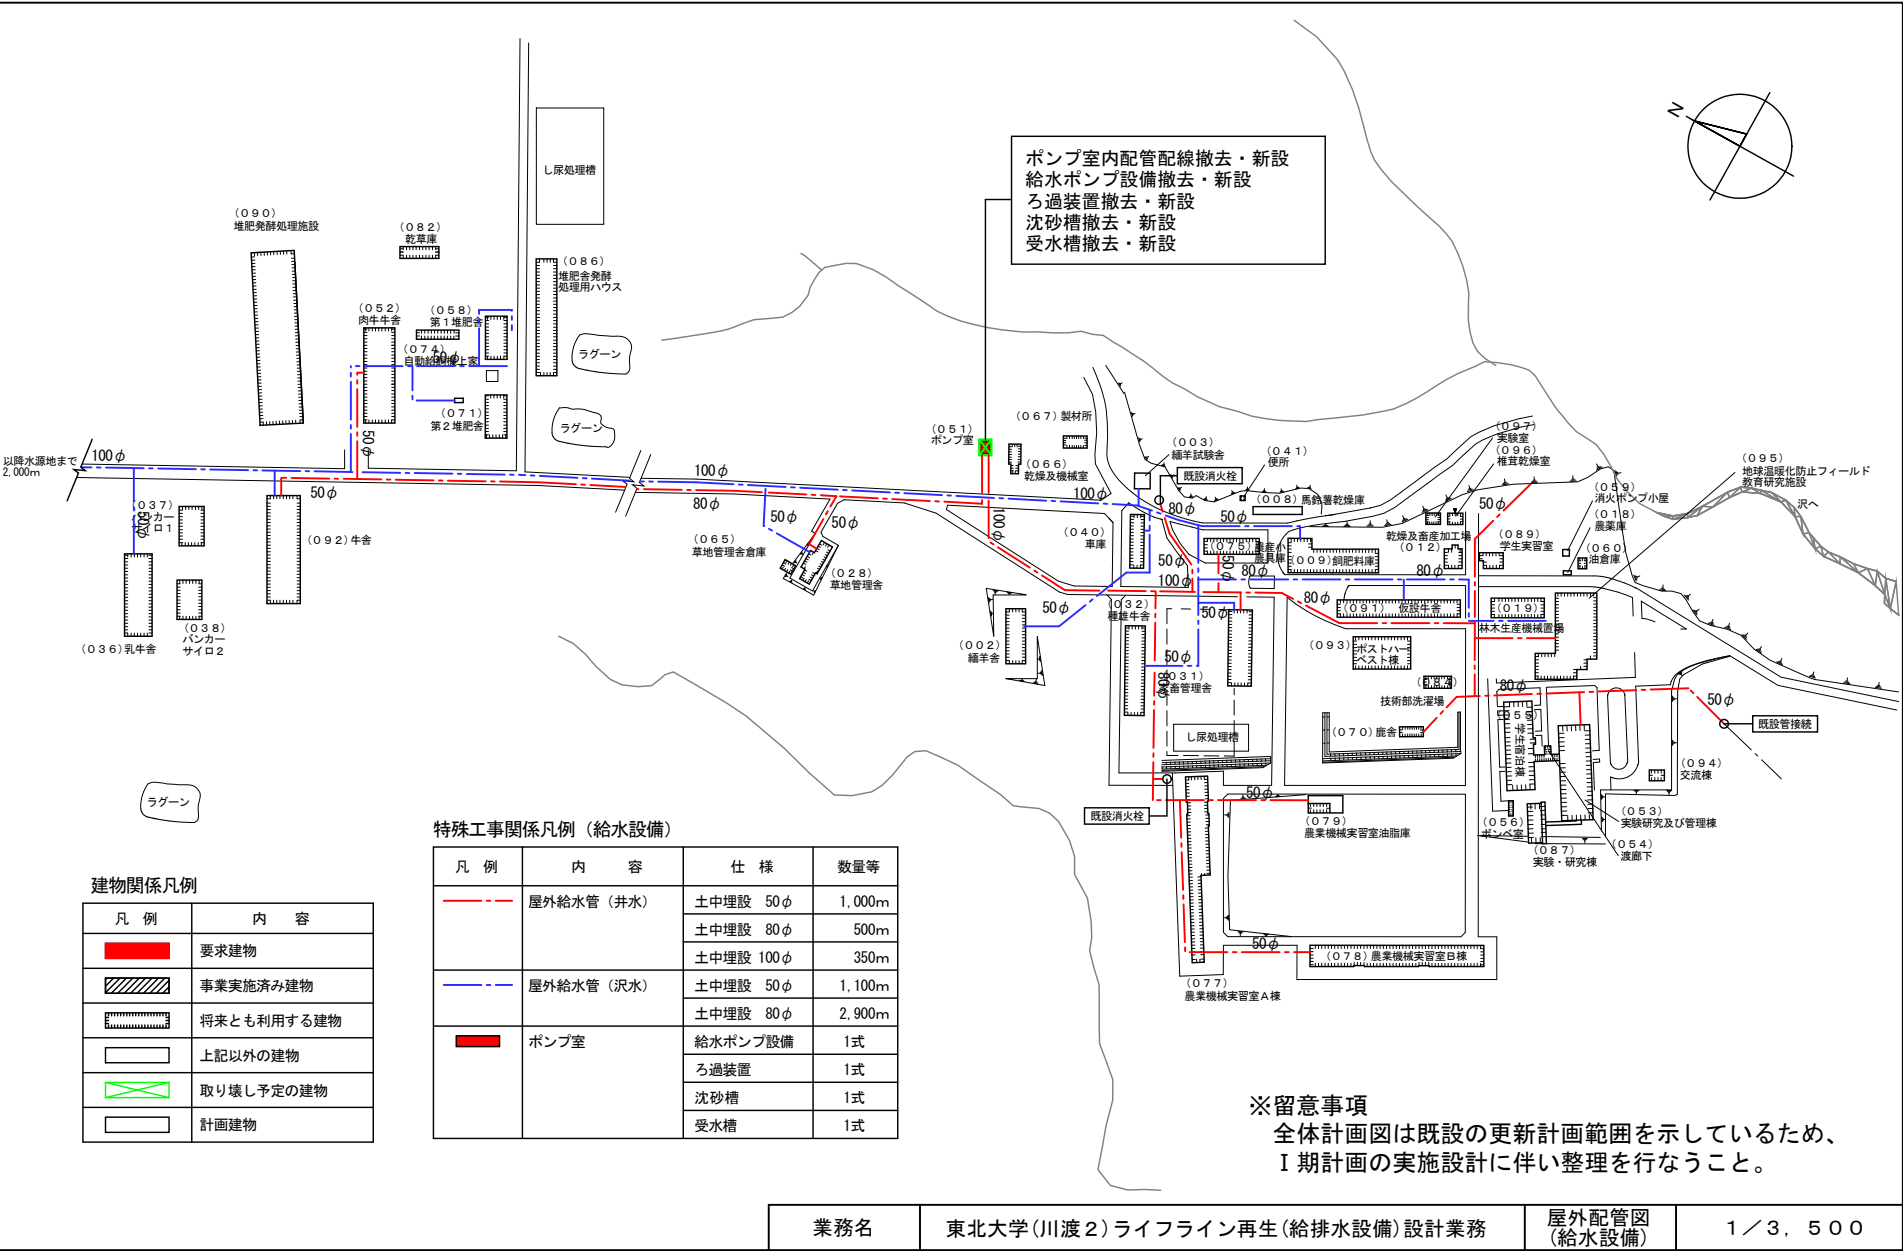 し尿処理槽
N
ポンプ室内配管配線撤去・新設
給水ポンプ設備撤去・新設
ろ過装置撤去・新設
沈砂槽撤去・新設
受水槽撤去・新設
(090)
堆肥発酵処理施設
(082)
乾草庫
(086)
堆肥舎発酵
処理用ハウス
(052)
肉牛牛舎
(058)
第1堆肥舎
(074)
50φ
ラグーン
(071)
第2堆肥舎
ラグーン
50φ
以降水源地まで
2,000m
100φ
50φ
(037)
50φ
(092)牛舎
(036)乳牛舎
(038)
バンカー
サイロ2
100φ
80φ
50φ
50φ
(065)
草地管理舎倉庫
(028)
草地管理舎
(051)
ポンプ室
(067)製材所
(066)
乾燥及機械室
100φ
100φ
(003)
緬羊試験舎
既設消火栓
(041)
便所
(008)馬鈴薯乾燥庫
80φ
50φ
(040)
車庫
(075)
農産小
農具庫
(009)飼肥料庫
50φ
50φ
100φ
80φ
50φ
(097)
実験室
(096)
椎茸乾燥室
50φ
乾燥及畜産加工場
(012)
(089)
学生実習室
(059)
消火ポンプ小屋
(018)
農薬庫
(060)
油倉庫
(095)
地球温暖化防止フィールド
教育研究施設
沢へ
80φ
80φ
(091)仮設牛舎
(019)
林木生産機械置場
50φ
(032)
種雄牛舎
50φ
(002)
緬羊舎
50φ
(031)
畜管理舎
80φ
し尿処理槽
(093)
ポストハー
ベスト棟
(084)
技術部洗濯場
(070)鹿舎
80φ
50φ
既設管接続
(055)
学生宿泊棟
(094)
交流棟
(053)
実験研究及び管理棟
(054)
渡廊下
(056)
ボンベ室
(087)
実験・研究棟
既設消火栓
50φ
(079)
農業機械実習室油脂庫
50φ
(078)農業機械実習室B棟
(077)
農業機械実習室A棟
ラグーン
建物関係凡例
凡例 内容
要求建物
事業実施済み建物
将来とも利用する建物
上記以外の建物
取り壊し予定の建物
計画建物
特殊工事関係凡例(給水設備)
凡例 内容 仕様 数量等
屋外給水管(井水) 土中埋設 50φ 1,000m
土中埋設 80φ 500m
土中埋設 100φ 350m
屋外給水管(沢水) 土中埋設 50φ 1,100m
土中埋設 80φ 2,900m
ポンプ室 給水ポンプ設備 1式
ろ過装置 1式
沈砂槽 1式
受水槽 1式
※留意事項
全体計画図は既設の更新計画範囲を示しているため、
Ⅰ期計画の実施設計に伴い整理を行なうこと。
業務名 東北大学(川渡2)ライフライン再生(給排水設備)設計業務 屋外配管図
(給水設備) 1/3,500